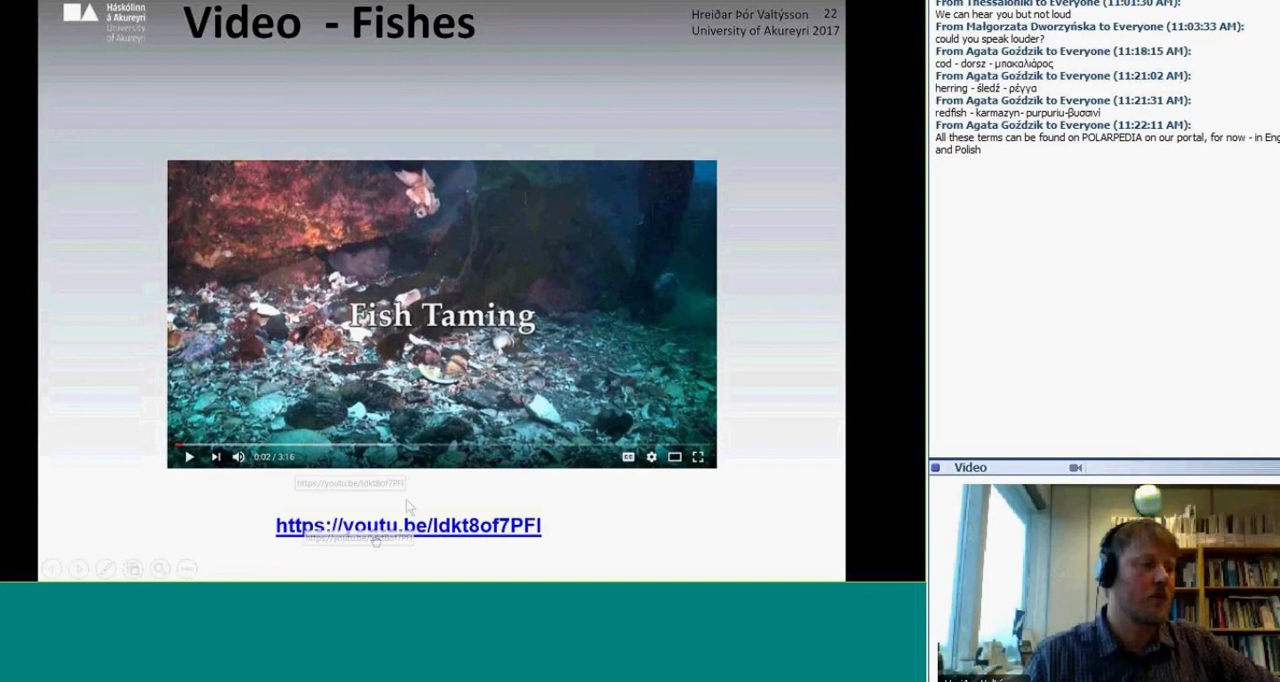 Háskólinn
á Akureyri
University
of Akureyri
Video - Fishes
Hreiðar Þór Valtýsson 22
University of Akureyri 2017
Fish Taming
0:02 / 3:16
https://youtu.be/Idkt8of7PFI
https://youtu.be/Idkt8of7PFI
From Thessaloniki to Everyone (11:01:30 AM):
We can hear you but not loud
From Małgorzata Dworzyńska to Everyone (11:03:33 AM):
could you speak louder?
From Agata Goździk to Everyone (11:18:15 AM):
cod - dorsz - μπακαλιάρος
From Agata Goździk to Everyone (11:21:02 AM):
herring - śledź - ρέγγα
From Agata Goździk to Everyone (11:21:31 AM):
redfish - karmazyn- purpuriu-βυσσινί
From Agata Goździk to Everyone (11:22:11 AM):
All these terms can be found on POLARPEDIA on our portal, for now - in Eng
and Polish
Video